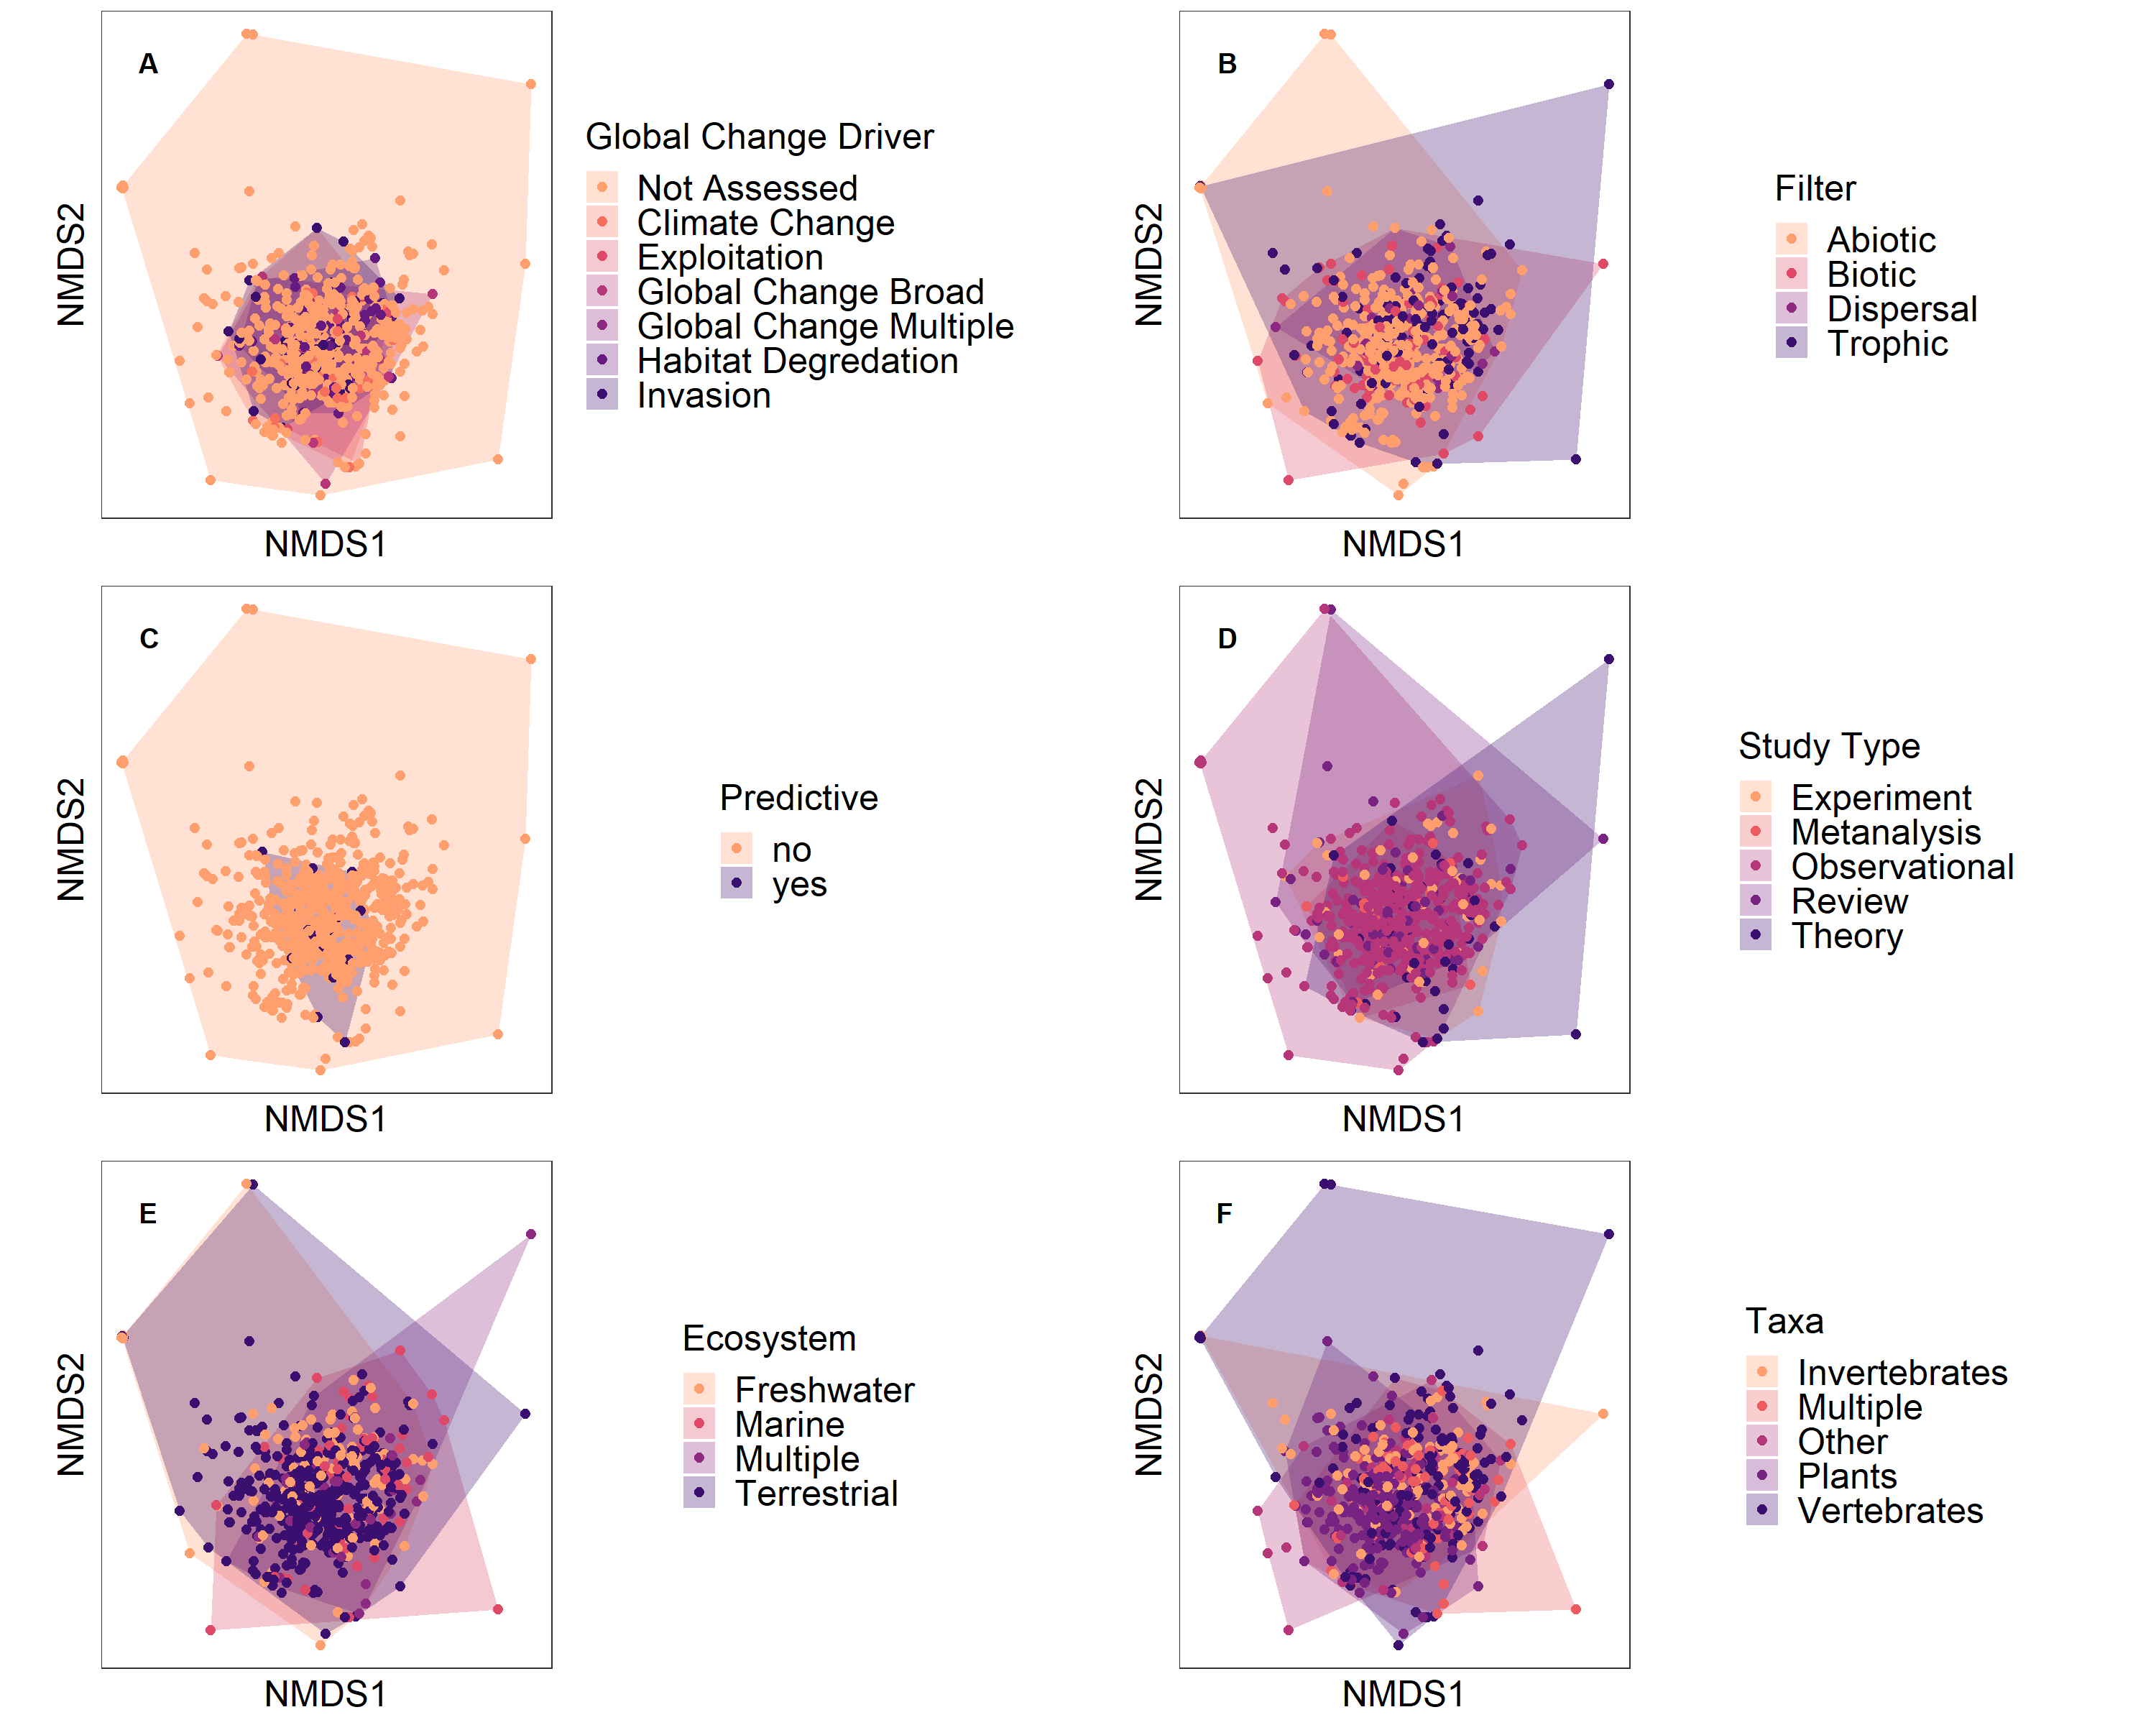 A
NMDS2
NMDS1
Global Change Driver
Not Assessed
Climate Change
Exploitation
Global Change Broad
Global Change Multiple
Habitat Degredation
Invasion
B
NMDS2
NMDS1
Filter
Abiotic
Biotic
Dispersal
Trophic
C
NMDS2
NMDS1
Predictive
no
yes
D
NMDS2
NMDS1
Study Type
Experiment
Metanalysis
Observational
Review
Theory
E
NMDS2
NMDS1
Ecosystem
Freshwater
Marine
Multiple
Terrestrial
F
NMDS2
NMDS1
Taxa
Invertebrates
Multiple
Other
Plants
Vertebrates